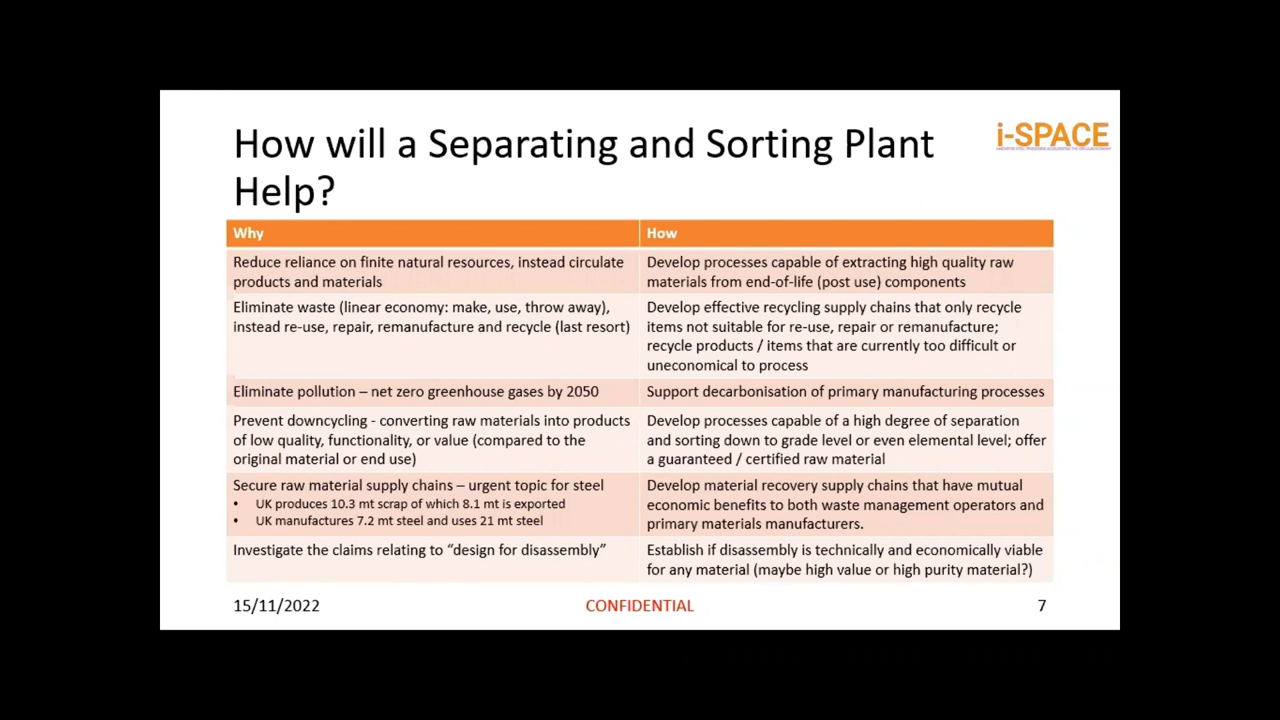 How will a Separating and Sorting Plant
Help?
i-SPACE
Why
How
Reduce reliance on finite natural resources, instead circulate
products and materials
Develop processes capable of extracting high quality raw
materials from end-of-life (post use) components
Eliminate waste (linear economy: make, use, throw away),
instead re-use, repair, remanufacture and recycle (last resort)
Develop effective recycling supply chains that only recycle
items not suitable for re-use, repair or remanufacture;
recycle products / items that are currently too difficult or
uneconomical to process
Eliminate pollution – net zero greenhouse gases by 2050
Support decarbonisation of primary manufacturing processes
Prevent downcycling - converting raw materials into products
of low quality, functionality, or value (compared to the
original material or end use)
Develop processes capable of a high degree of separation
and sorting down to grade level or even elemental level; offer
a guaranteed / certified raw material
Secure raw material supply chains – urgent topic for steel
• UK produces 10.3 mt scrap of which 8.1 mt is exported
• UK manufactures 7.2 mt steel and uses 21 mt steel
Develop material recovery supply chains that have mutual
economic benefits to both waste management operators and
primary materials manufacturers.
Investigate the claims relating to “design for disassembly”
Establish if disassembly is technically and economically viable
for any material (maybe high value or high purity material?)
15/11/2022
CONFIDENTIAL
7